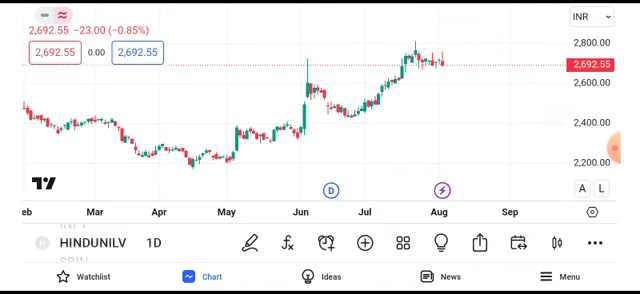 INR
2,692.55 −23.00 (−0.85%)
2,692.55 0.00 2,692.55
2,800.00
2,692.55
2,600.00
2,400.00
2,200.00
D
A L
eb Mar Apr May Jun Jul Aug Sep
H HINDUNILV 1D
Watchlist Chart Ideas News Menu